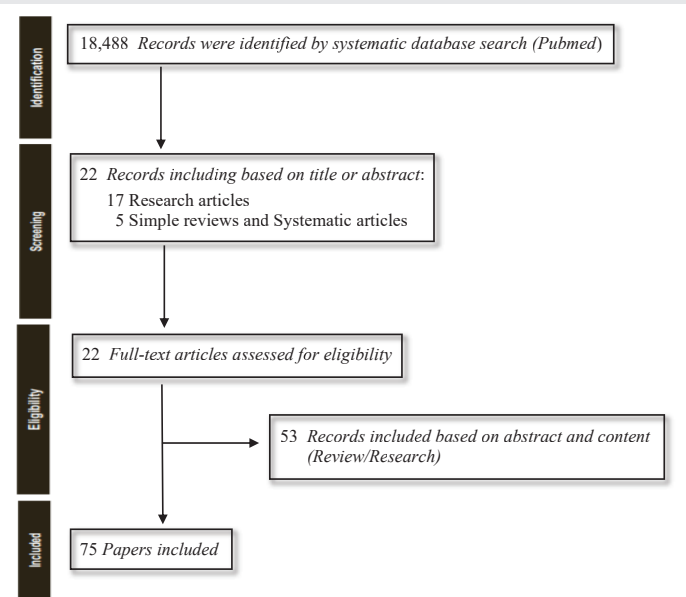 Identification
18,488 Records were identified by systematic database search (Pubmed)
Screening
22 Records including based on title or abstract:
17 Research articles
5 Simple reviews and Systematic articles
Eligibility
22 Full-text articles assessed for eligibility
53 Records included based on abstract and content
(Review/Research)
Included
75 Papers included